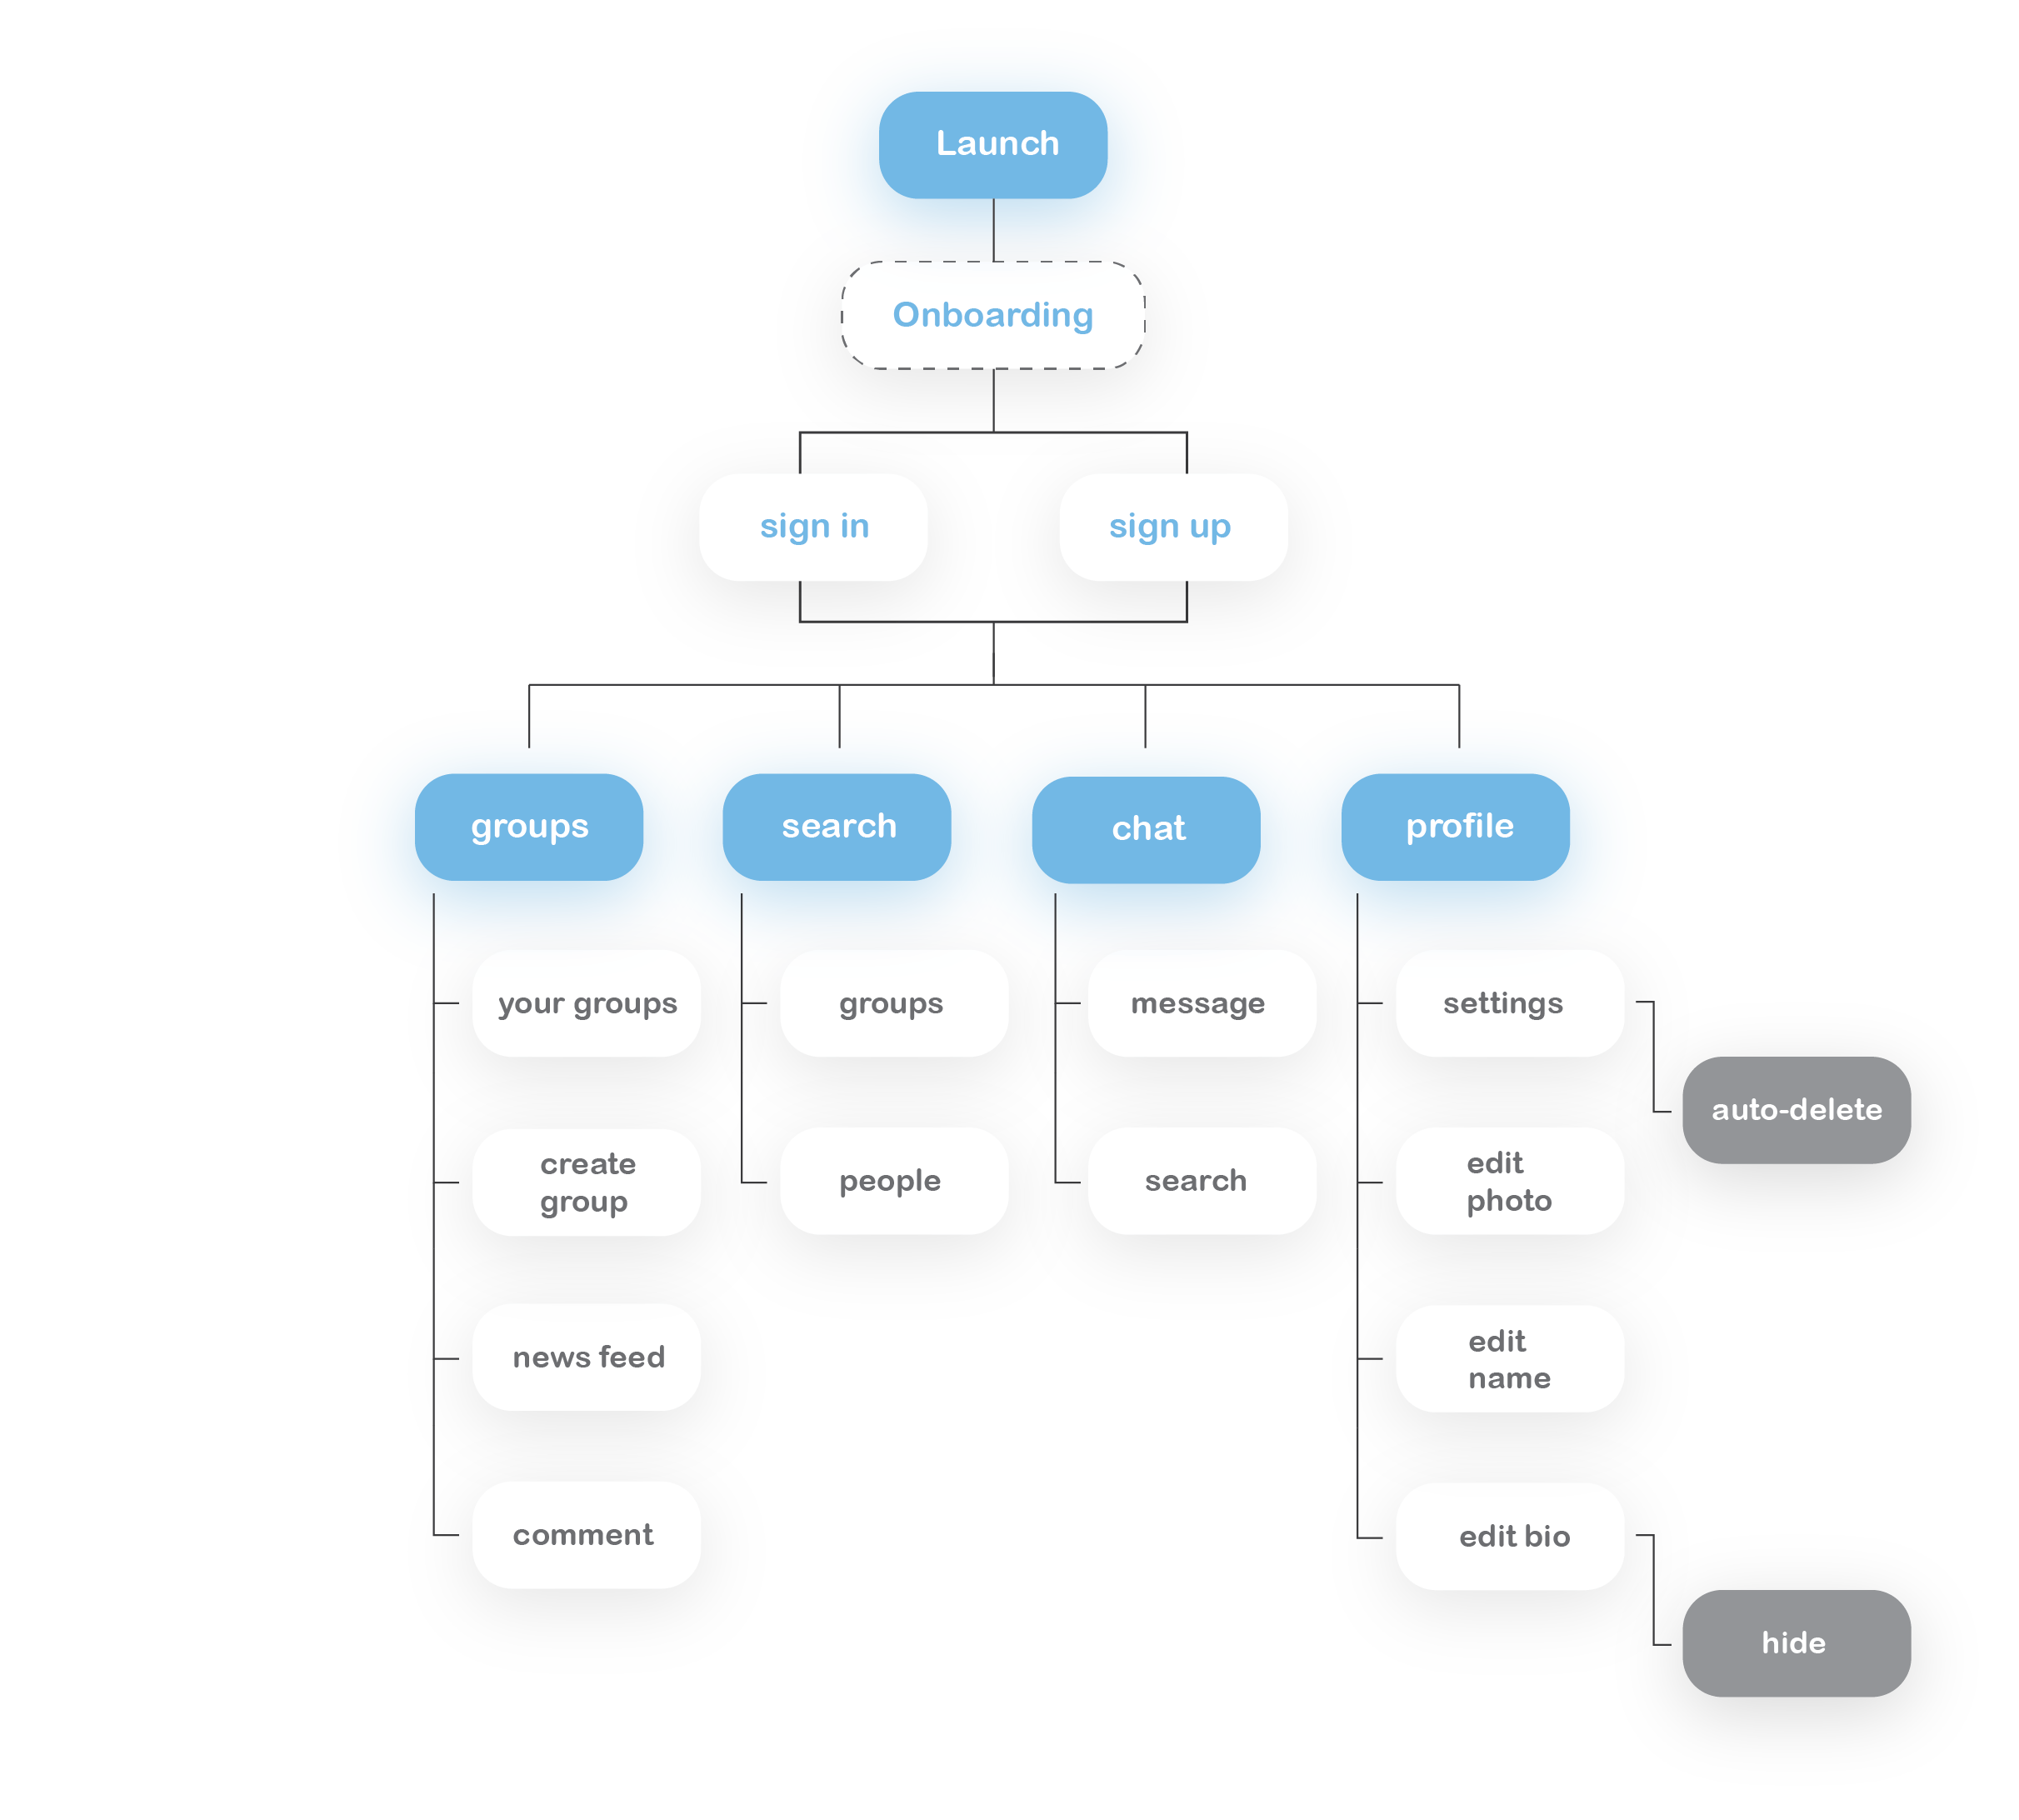 Launch
Onboarding
sign in
sign up
groups
search
chat
profile
your groups
create
group
news feed
comment
groups
people
message
search
settings
auto-delete
edit
photo
edit
name
edit bio
hide